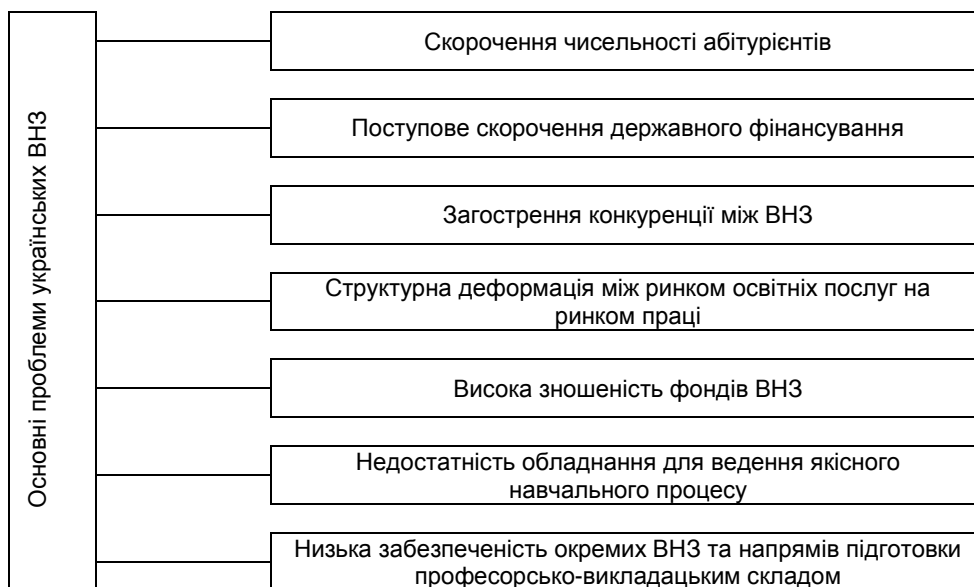 Основні проблеми українських ВНЗ
Скорочення чисельності абітурієнтів
Поступове скорочення державного фінансування
Загострення конкуренції між ВНЗ
Структурна деформація між ринком освітніх послуг на
ринком праці
Висока зношеність фондів ВНЗ
Недостатність обладнання для ведення якісного
навчального процесу
Низька забезпеченість окремих ВНЗ та напрямів підготовки
професорсько-викладацьким складом